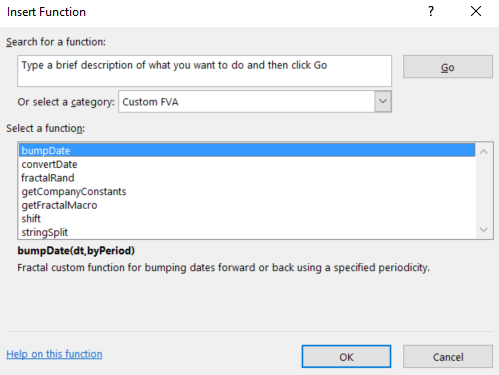 Insert Function
?
Search for a function:
Type a brief description of what you want to do and then click Go
Go
Or select a category: Custom FVA
Select a function:
bumpDate
convertDate
fractalRand
getCompanyConstants
getFractalMacro
shift
stringSplit
bumpDate(dt,byPeriod)
Fractal custom function for bumping dates forward or back using a specified periodicity.
Help on this function
OK
Cancel